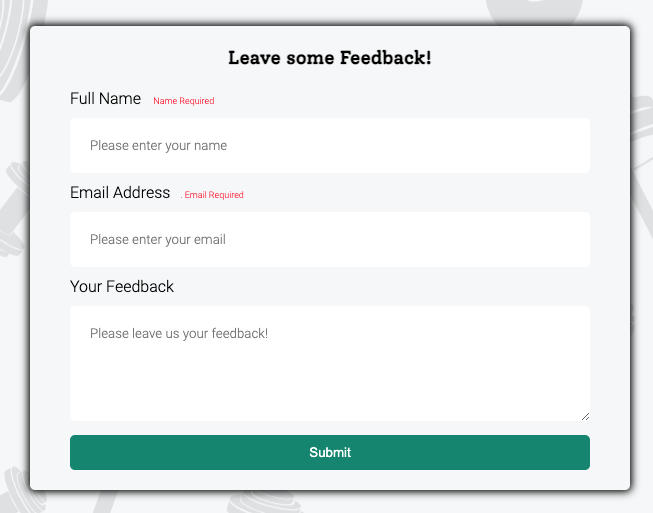 Leave some Feedback!
Full Name Name Required
Please enter your name
Email Address . Email Required
Please enter your email
Your Feedback
Please leave us your feedback!
Submit